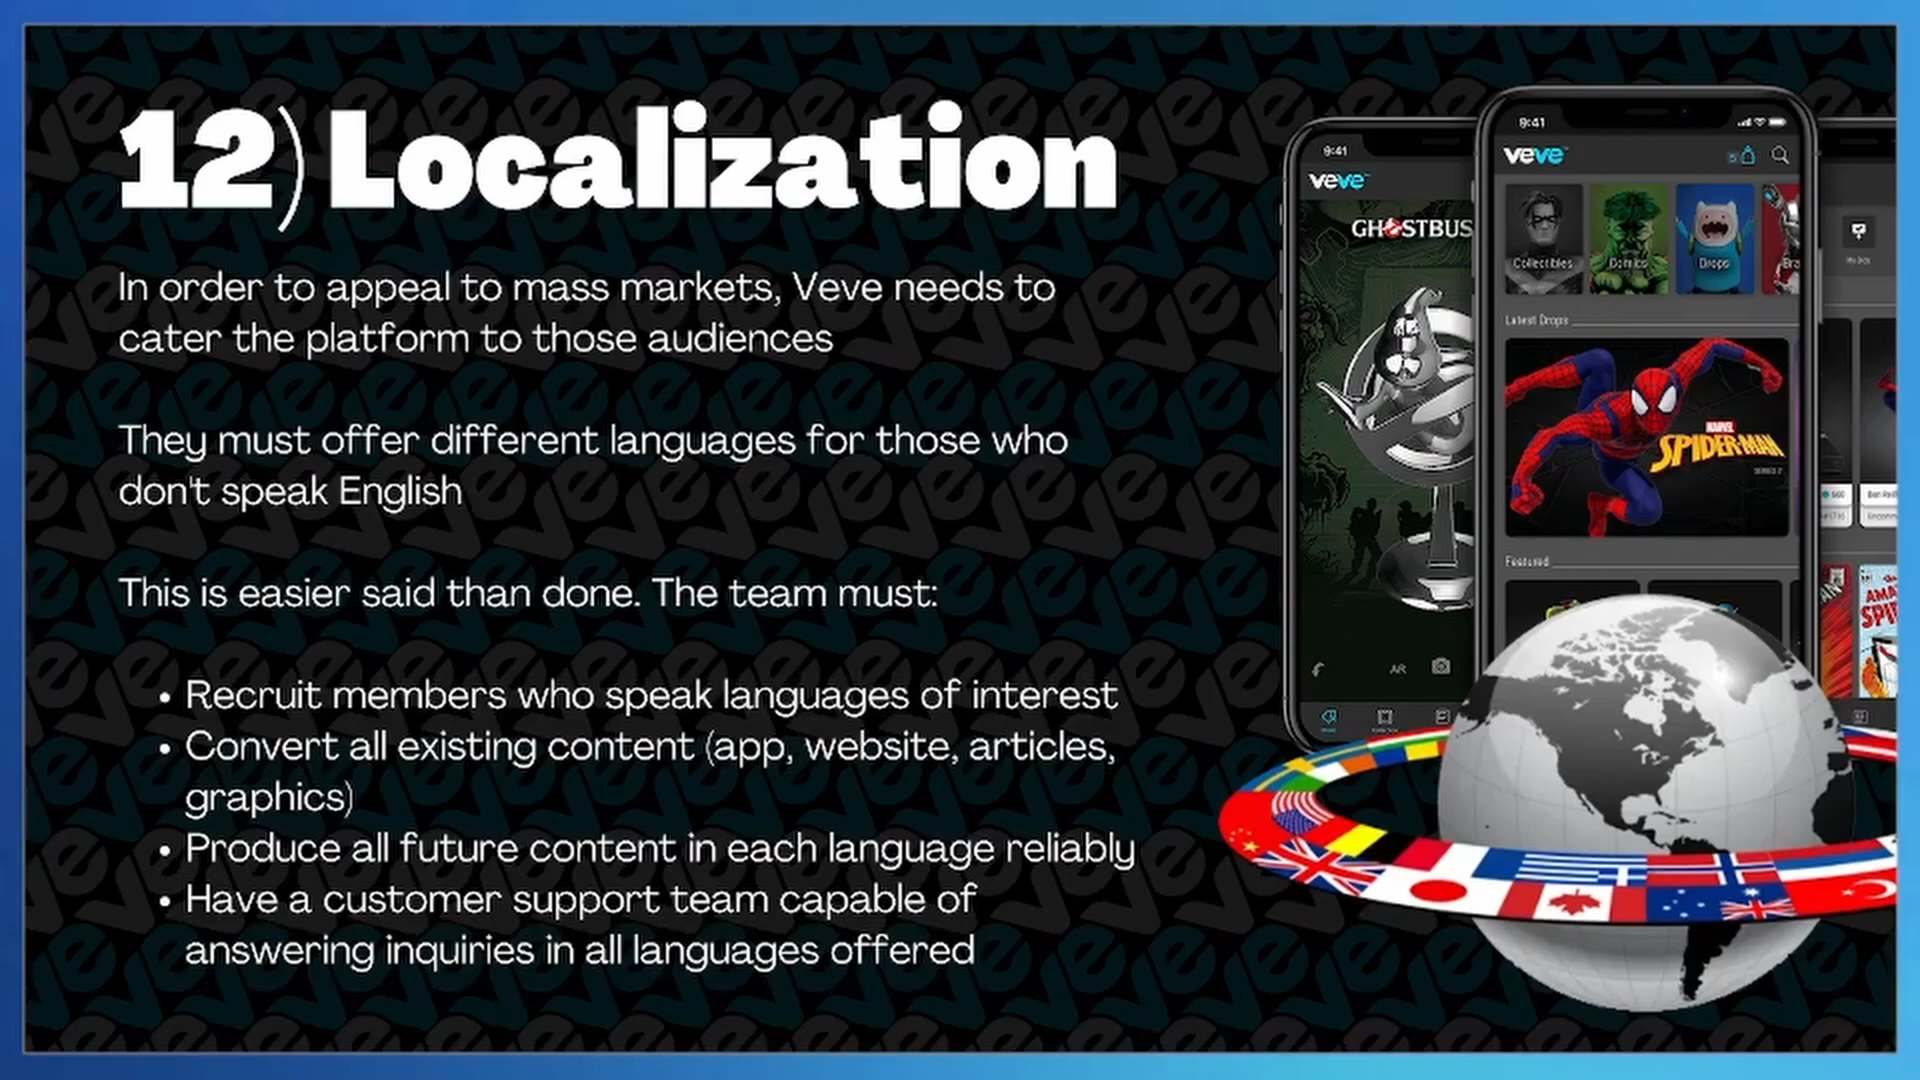 12) Localization
In order to appeal to mass markets, Veve needs to
cater the platform to those audiences
They must offer different languages for those who
don't speak English
This is easier said than done. The team must:
• Recruit members who speak languages of interest
• Convert all existing content (app, website, articles,
graphics)
• Produce all future content in each language reliably
• Have a customer support team capable of
answering inquiries in all languages offered
9:41
veve
GHOSTBUS
AR
9:41
veve
Collectibles
Comics
Drops
Latest Drops
MARVEL
SPIDER-MAN
Featured